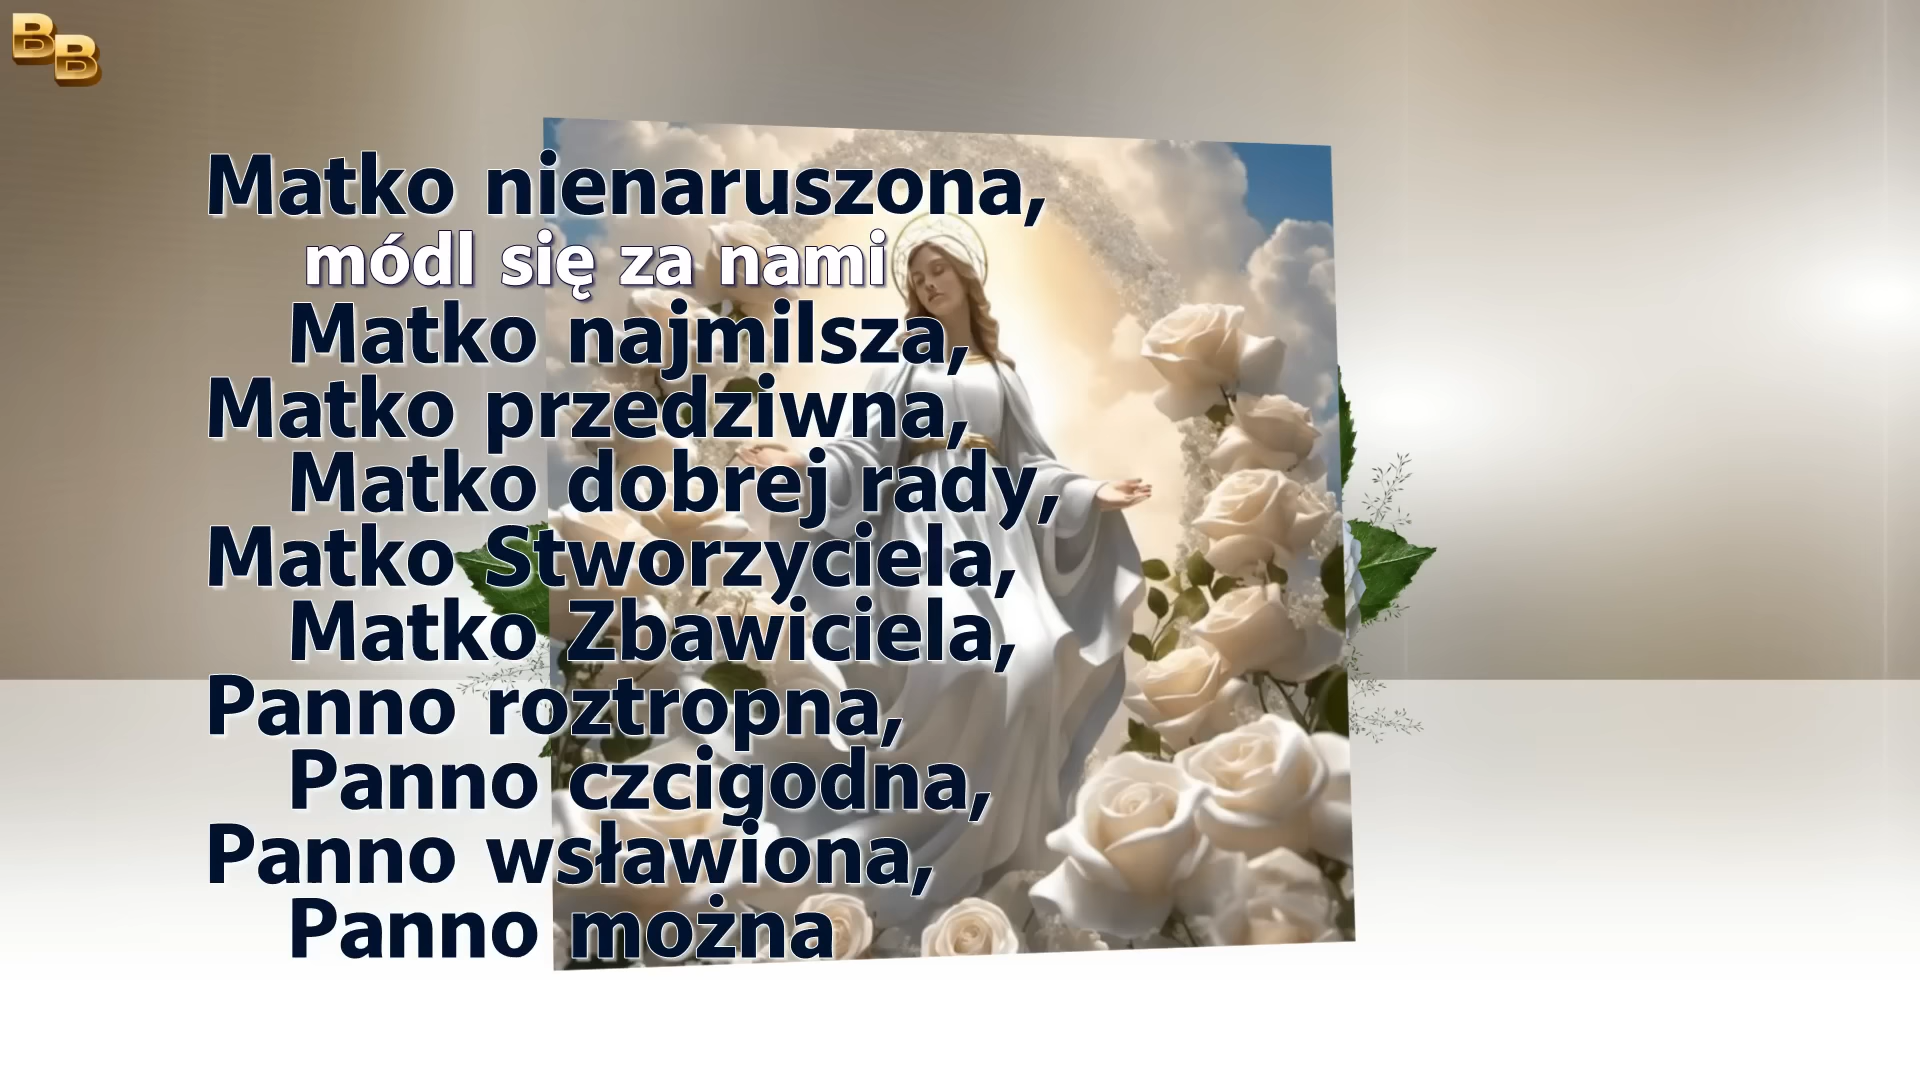 BB
Matko nienaruszona,
módl się za nami
Matko najmilsza,
Matko przedziwna,
Matko dobrej rady,
Matko Stworzyciela,
Matko Zbawiciela,
Panno roztropna,
Panno czcigodna,
Panno wsławiona,
Panno można